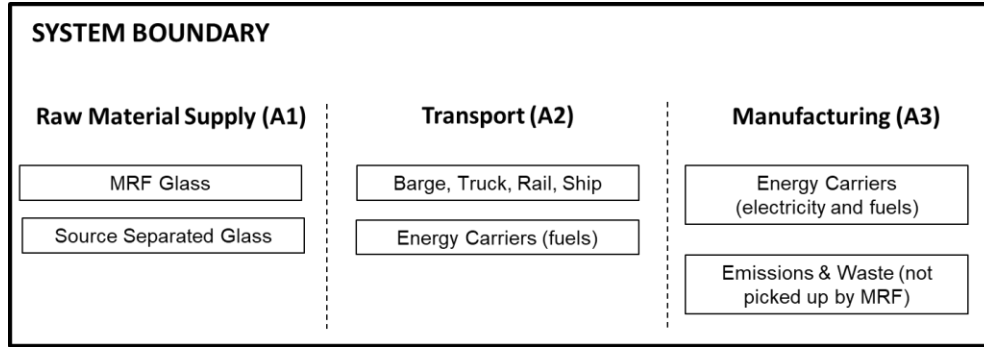 SYSTEM BOUNDARY
Raw Material Supply (A1)
MRF Glass
Source Separated Glass
Transport (A2)
Barge, Truck, Rail, Ship
Energy Carriers (fuels)
Manufacturing (A3)
Energy Carriers
(electricity and fuels)
Emissions & Waste (not
picked up by MRF)